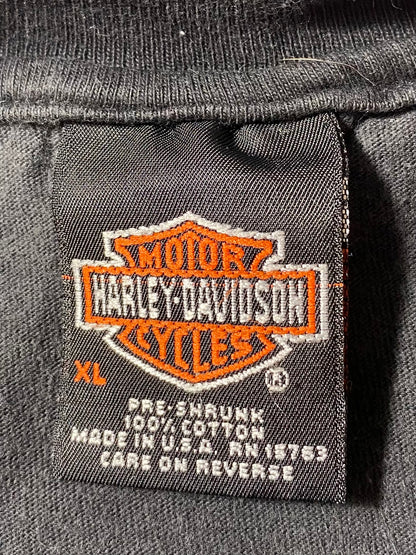 MOTOR
HARLEY-DAVIDSON
CYCLES
XL
®
PRE-SHRUNK
100% COTTON
MADE IN U.S.A. RN 15763
CARE ON REVERSE